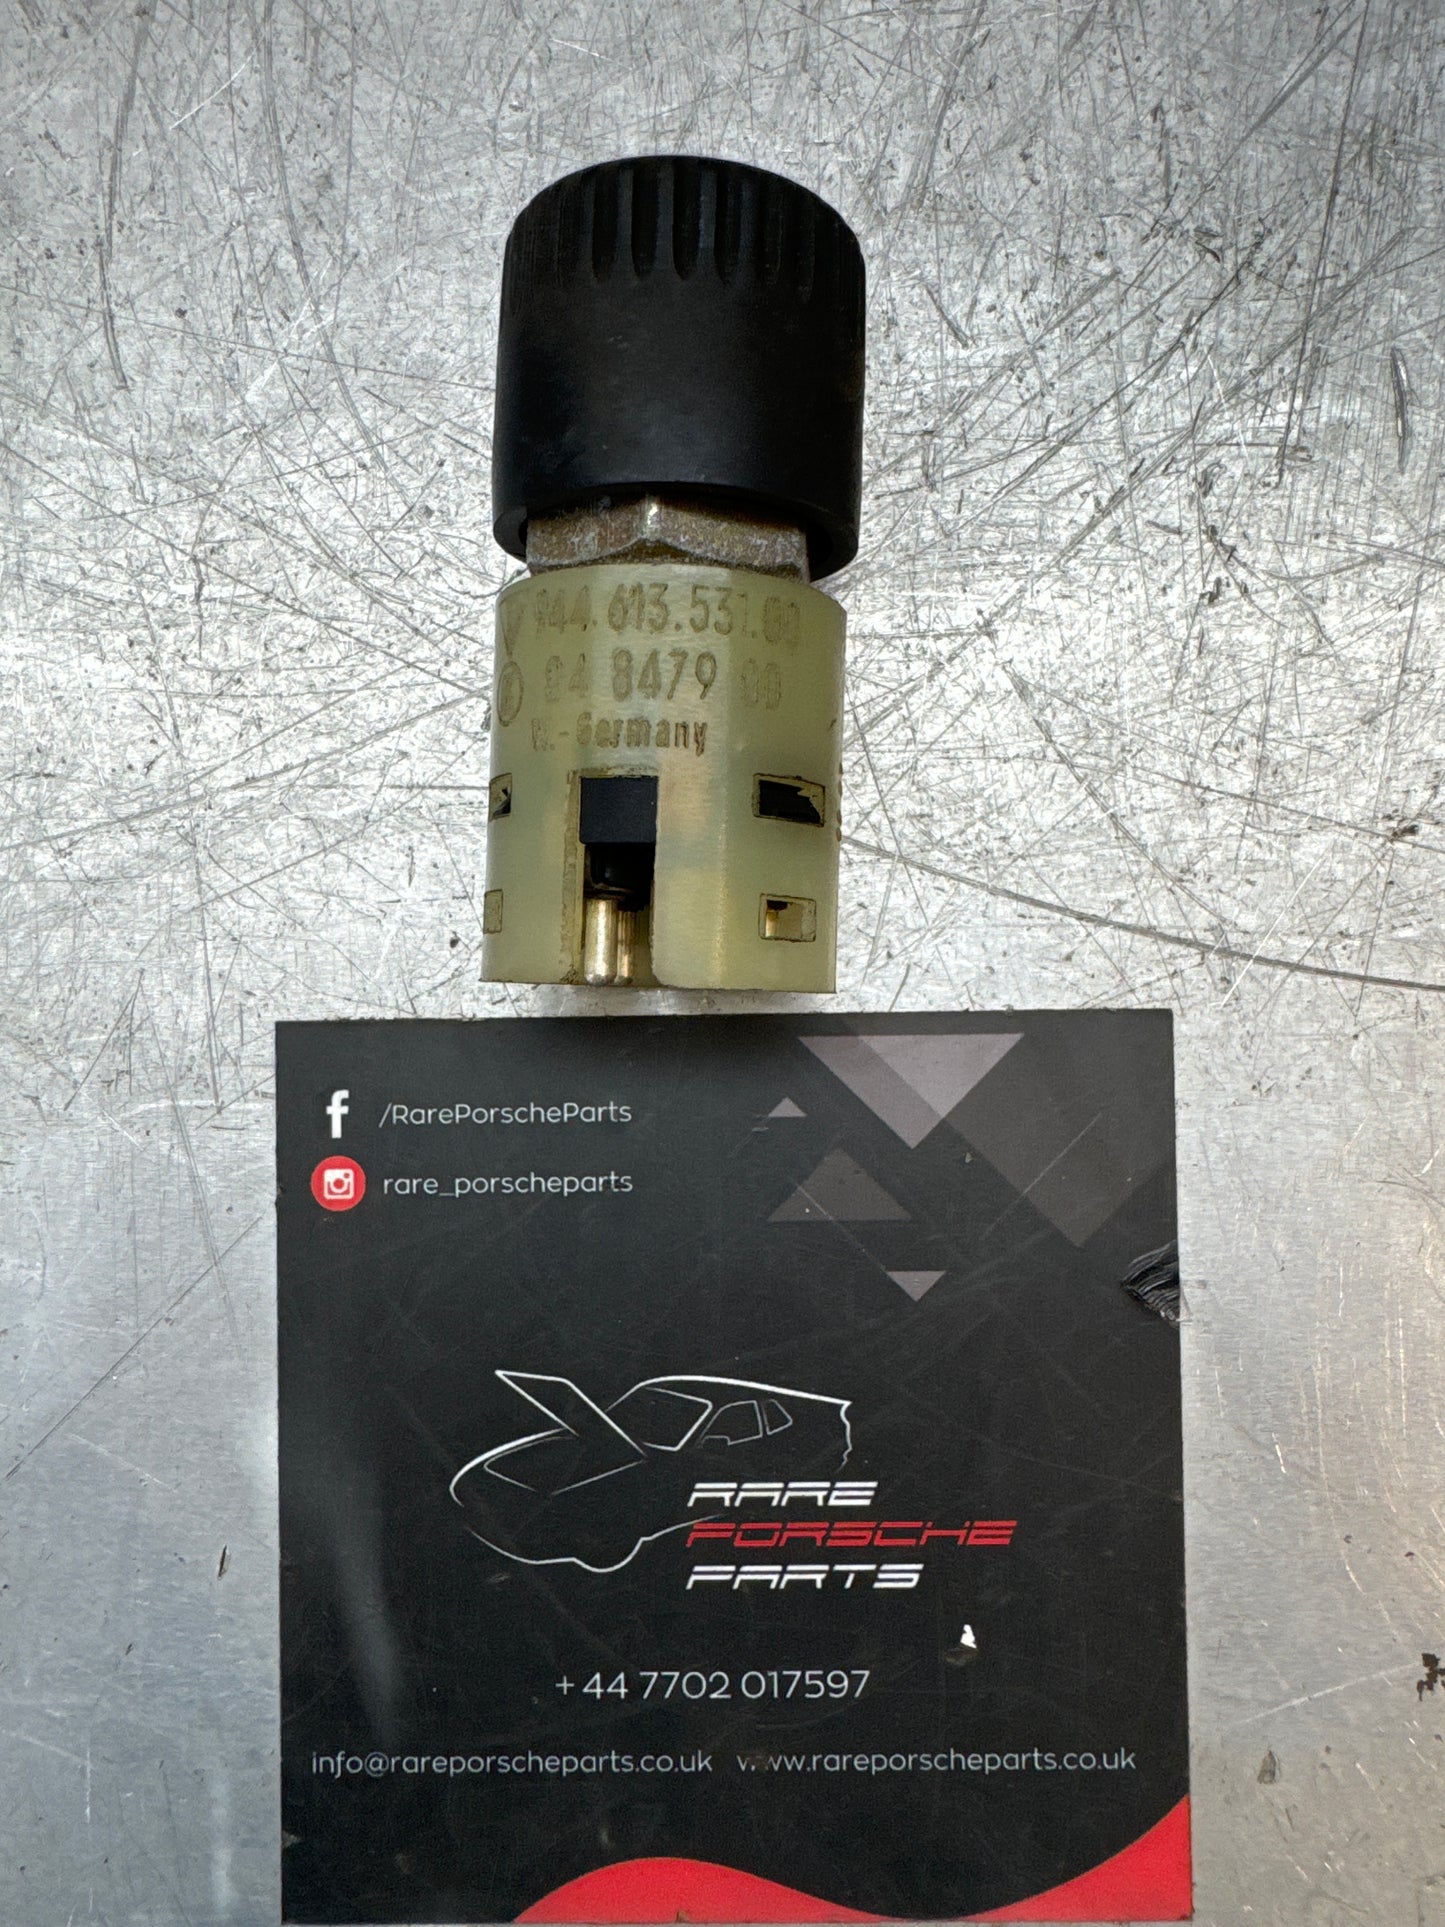 944.613.531.00
04 8479 00
W.-Germany
/RarePorscheParts
rare_porscheparts
RARE
PORSCHE
PARTS
+44 7702 017597
info@rareporscheparts.co.uk www.rareporscheparts.co.uk